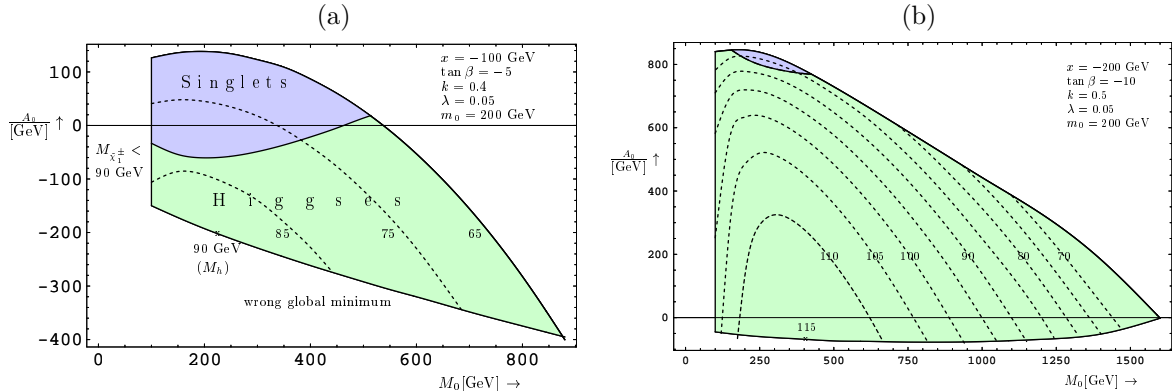 (a)
x = −100 GeV
tan β = −5
k = 0.4
λ = 0.05
m₀ = 200 GeV
Singlets
100
0
−100
−200
−300
−400
A₀/[GeV] ↑
M_{χ̃₁^±} <
90 GeV
Higgses
85
75
65
90 GeV
(M_h)
wrong global minimum
0
200
400
600
800
M₀[GeV] →
(b)
x = −200 GeV
tan β = −10
k = 0.5
λ = 0.05
m₀ = 200 GeV
800
600
400
200
0
A₀/[GeV] ↑
110
105
100
90
80
70
115
0
250
500
750
1000
1250
1500
M₀[GeV] →